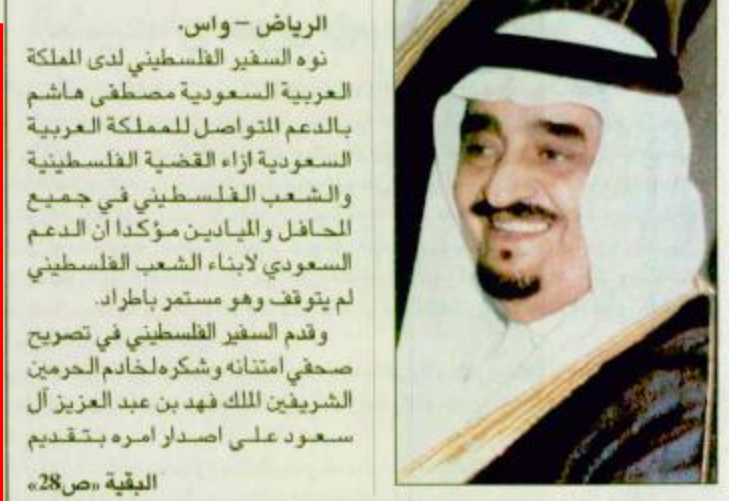 الرياض – واس.
نوه السفير الفلسطيني لدى المملكة
العربية السعودية مصطفى هاشم
بالدعم المتواصل للمملكة العربية
السعودية ازاء القضية الفلسطينية
والشعب الفلسطيني في جميع
المحافل والميادين مؤكدا ان الدعم
السعودي لابناء الشعب الفلسطيني
لم يتوقف وهو مستمر باطراد.
وقدم السفير الفلسطيني في تصريح
صحفي امتنانه وشكره لخادم الحرمين
الشريفين الملك فهد بن عبد العزيز آل
سعود على اصدار امره بتقديم
البقية «ص28»